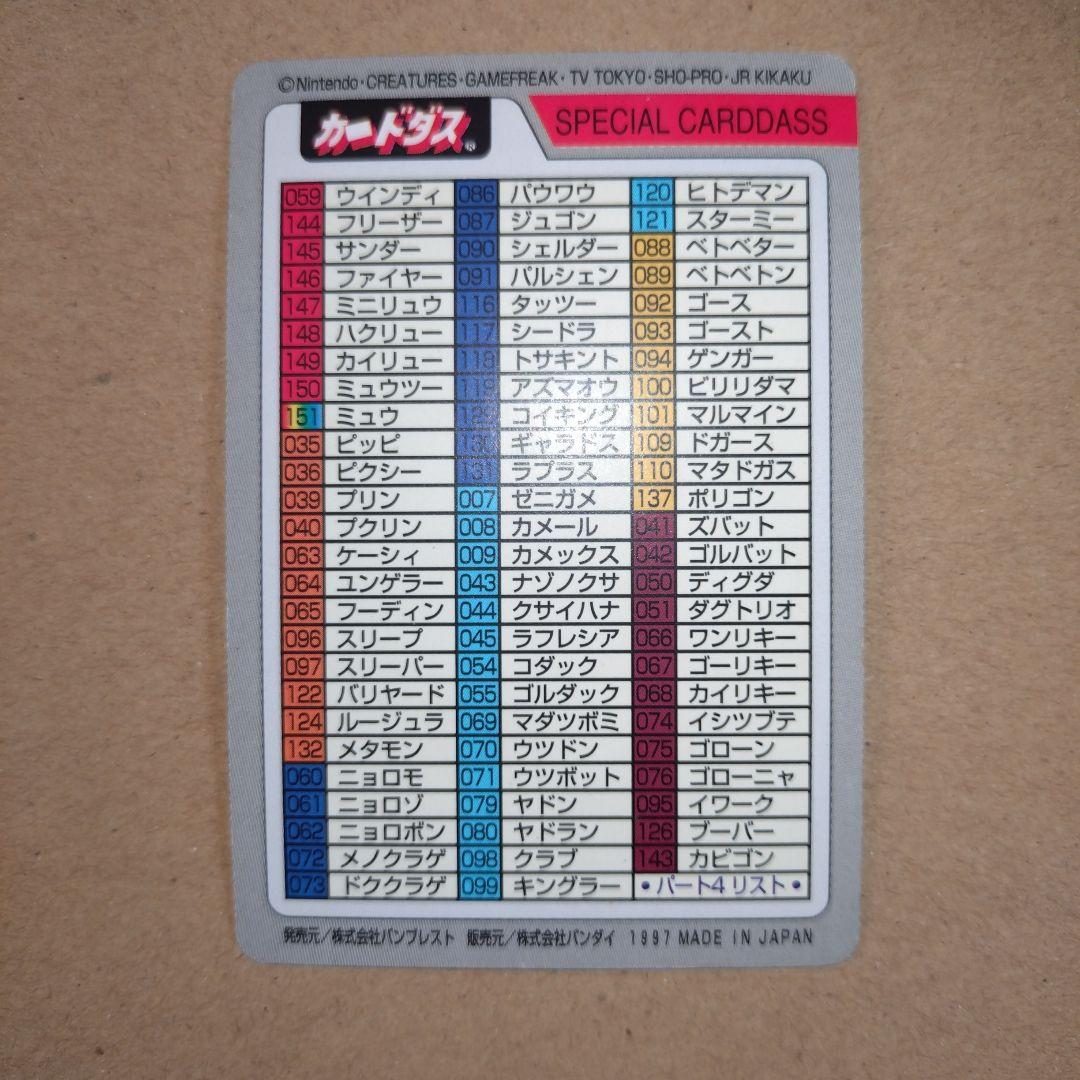 ©Nintendo・CREATURES・GAMEFREAK・TV TOKYO・SHO-PRO・JR KIKAKU
カードダス®
SPECIAL CARDDASS
059 ウインディ 086 パウワウ 120 ヒトデマン
144 フリーザー 087 ジュゴン 121 スターミー
145 サンダー 090 シェルダー 088 ベトベター
146 ファイヤー 091 パルシェン 089 ベトベトン
147 ミニリュウ 116 タッツー 092 ゴース
148 ハクリュー 117 シードラ 093 ゴースト
149 カイリュー 118 トサキント 094 ゲンガー
150 ミュウツー 119 アズマオウ 100 ビリリダマ
151 ミュウ 129 コイキング 101 マルマイン
035 ピッピ 130 ギャラドス 109 ドガース
036 ピクシー 131 ラプラス 110 マタドガス
039 プリン 007 ゼニガメ 137 ポリゴン
040 プクリン 008 カメール 041 ズバット
063 ケーシィ 009 カメックス 042 ゴルバット
064 ユンゲラー 043 ナゾノクサ 050 ディグダ
065 フーディン 044 クサイハナ 051 ダグトリオ
096 スリープ 045 ラフレシア 066 ワンリキー
097 スリーパー 054 コダック 067 ゴーリキー
122 バリヤード 055 ゴルダック 068 カイリキー
124 ルージュラ 069 マダツボミ 074 イシツブテ
132 メタモン 070 ウツドン 075 ゴローン
060 ニョロモ 071 ウツボット 076 ゴローニャ
061 ニョロゾ 079 ヤドン 095 イワーク
062 ニョロボン 080 ヤドラン 126 ブーバー
072 メノクラゲ 098 クラブ 143 カビゴン
073 ドククラゲ 099 キングラー •パート4 リスト•
発売元／株式会社バンプレスト 販売元／株式会社バンダイ 1997 MADE IN JAPAN